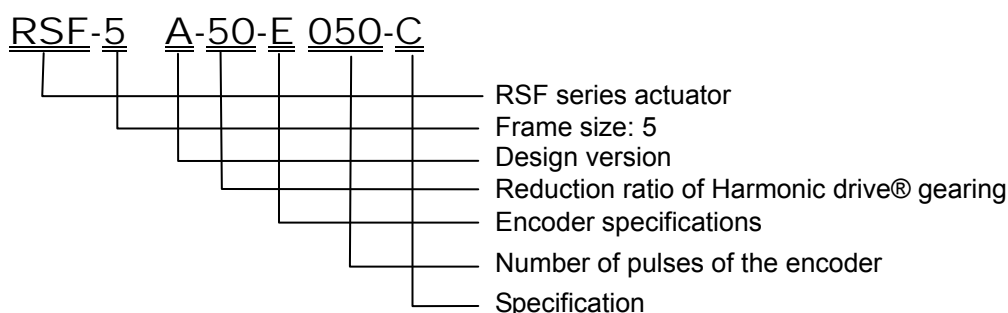 RSF-5 A-50-E 050-C
RSF series actuator
Frame size: 5
Design version
Reduction ratio of Harmonic drive® gearing
Encoder specifications
Number of pulses of the encoder
Specification